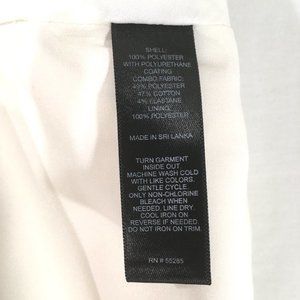 SHELL:
100% POLYESTER
WITH POLYURETHANE
COATING
COMBO FABRIC:
49% POLYESTER
47% COTTON
4% ELASTANE
LINING:
100% POLYESTER
MADE IN SRI LANKA
TURN GARMENT
INSIDE OUT
MACHINE WASH COLD
WITH LIKE COLORS.
GENTLE CYCLE.
ONLY NON-CHLORINE
BLEACH WHEN
NEEDED. LINE DRY.
COOL IRON ON
REVERSE IF NEEDED.
DO NOT IRON ON TRIM.
RN # 55285